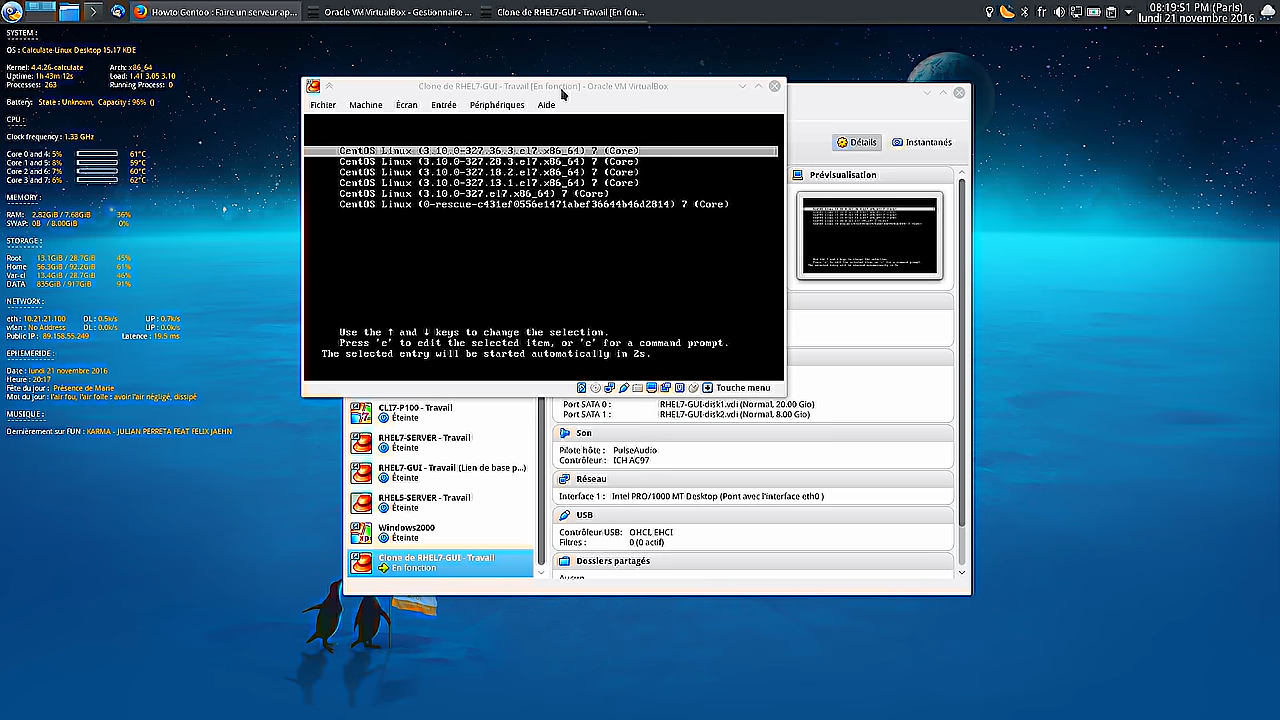 Howto:Gentoo : Faire un serveur ap...
Oracle VM VirtualBox - Gestionnaire ...
Clone de RHEL7-GUI - Travail [En fon...
fr
08:19:51 PM (Paris)
lundi 21 novembre 2016
SYSTEM :
OS : Calculate-Linux Desktop 15.17 KDE
Kernel: 4.4.26-calculate Arch: x86_64
Uptime: 1h 43m 12s Load: 1.41 3.05 3.10
Processes: 263 Running Process: 0
Battery: State : Unknown, Capacity : 96% ()
CPU :
Clock frequency : 1.33 GHz
Core 0 and 4: 5% 61°C
Core 1 and 5: 8% 59°C
Core 2 and 6: 7% 60°C
Core 3 and 7: 6% 62°C
MEMORY :
RAM: 2.82GiB / 7.68GiB 36%
SWAP: 0B / 8.00GiB 0%
STORAGE :
Root 13.1GiB / 28.7GiB 45%
Home 56.3GiB / 92.2GiB 61%
Var-cl 13.4GiB / 28.7GiB 46%
DATA 835GiB / 917GiB 91%
NETWORK :
eth : 10.21.21.100 DL : 0.5k/s UP : 0.7k/s
wlan : No Address DL : 0.0k/s UP : 0.0k/s
Public IP : 89.158.55.249 Latence : 19.5 ms
EPHEMERIDE :
Date : lundi 21 novembre 2016
Heure : 20:17
Fête du jour : Présence de Marie
Mot du jour: l'air fou, l'air folle : avoir l'air négligé, dissipé
MUSIQUE :
Dernièrement sur FUN : KARMA - JULIAN PERRETA FEAT FELIX JAEHN
Clone de RHEL7-GUI - Travail [En fonction] - Oracle VM VirtualBox
Fichier Machine Écran Entrée Périphériques Aide
CentOS Linux (3.10.0-327.36.3.el7.x86_64) 7 (Core)
CentOS Linux (3.10.0-327.28.3.el7.x86_64) 7 (Core)
CentOS Linux (3.10.0-327.18.2.el7.x86_64) 7 (Core)
CentOS Linux (3.10.0-327.13.1.el7.x86_64) 7 (Core)
CentOS Linux (3.10.0-327.el7.x86_64) 7 (Core)
CentOS Linux (0-rescue-c431ef0556e1471abef36644b46d2814) 7 (Core)
Use the ↑ and ↓ keys to change the selection.
Press 'e' to edit the selected item, or 'c' for a command prompt.
The selected entry will be started automatically in 2s.
Touche menu
Détails Instantanés
Prévisualisation
CLI7-P100 - Travail
Éteinte
RHEL7-SERVER - Travail
Éteinte
RHEL7-GUI - Travail (Lien de base p...)
Éteinte
RHEL5-SERVER - Travail
Éteinte
Windows2000
Éteinte
Clone de RHEL7-GUI - Travail
En fonction
Port SATA 0 : RHEL7-GUI-disk1.vdi (Normal, 20.00 Gio)
Port SATA 1 : RHEL7-GUI-disk2.vdi (Normal, 8.00 Gio)
Son
Pilote hôte : PulseAudio
Contrôleur : ICH AC97
Réseau
Interface 1 : Intel PRO/1000 MT Desktop (Pont avec l'interface eth0 )
USB
Contrôleur USB: OHCI, EHCI
Filtres : 0 (0 actif)
Dossiers partagés
Aucun